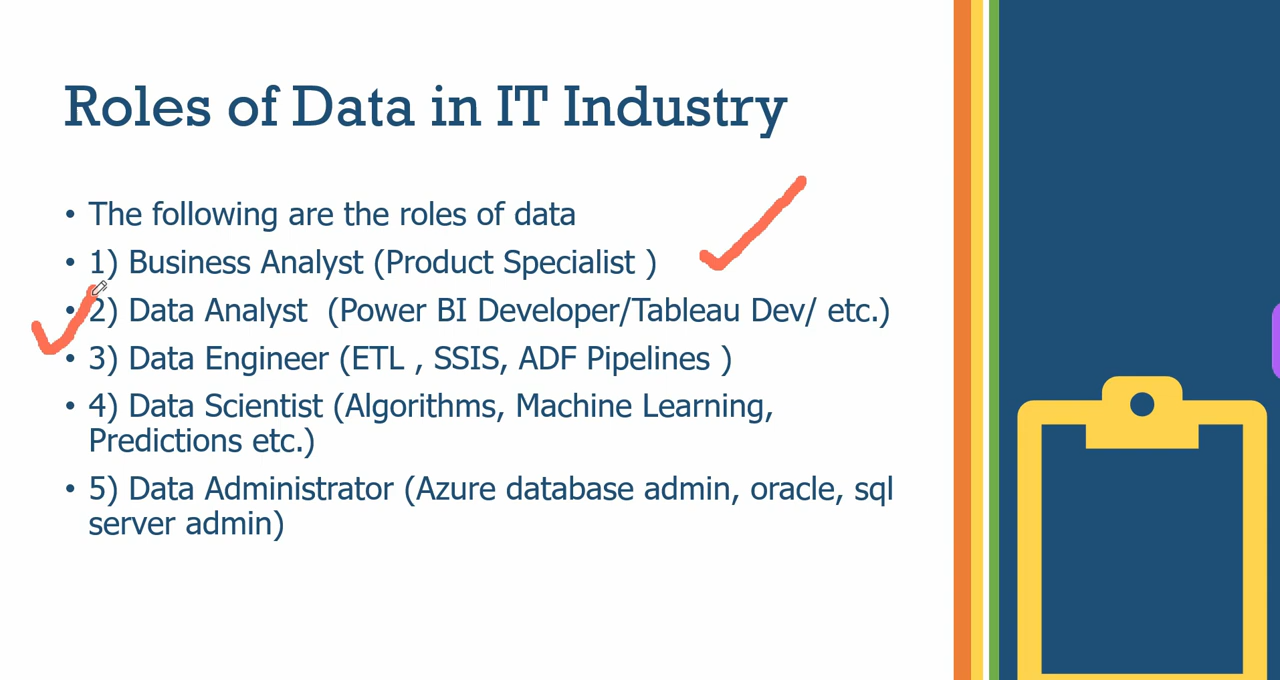 Roles of Data in IT Industry
• The following are the roles of data
• 1) Business Analyst (Product Specialist )
• 2) Data Analyst  (Power BI Developer/Tableau Dev/ etc.)
• 3) Data Engineer (ETL , SSIS, ADF Pipelines )
• 4) Data Scientist (Algorithms, Machine Learning,
Predictions etc.)
• 5) Data Administrator (Azure database admin, oracle, sql
server admin)